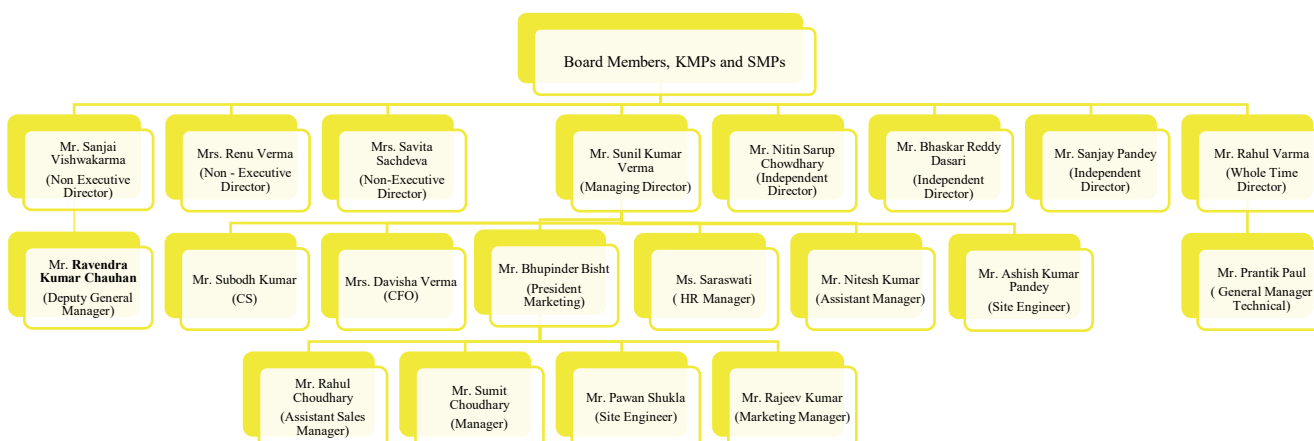 Board Members, KMPs and SMPs
Mr. Sanjai
Vishwakarma
(Non Executive
Director)
Mrs. Renu Verma
(Non - Executive
Director)
Mrs. Savita
Sachdeva
(Non-Executive
Director)
Mr. Sunil Kumar
Verma
(Managing Director)
Mr. Nitin Sarup
Chowdhary
(Independent
Director)
Mr. Bhaskar Reddy
Dasari
(Independent
Director)
Mr. Sanjay Pandey
(Independent
Director)
Mr. Rahul Varma
(Whole Time
Director)
Mr. Ravendra
Kumar Chauhan
(Deputy General
Manager)
Mr. Subodh Kumar
(CS)
Mrs. Davisha Verma
(CFO)
Mr. Bhupinder Bisht
(President
Marketing)
Ms. Saraswati
( HR Manager)
Mr. Nitesh Kumar
(Assistant Manager)
Mr. Ashish Kumar
Pandey
(Site Engineer)
Mr. Prantik Paul
( General Manager
Technical)
Mr. Rahul
Choudhary
(Assistant Sales
Manager)
Mr. Sumit
Choudhary
(Manager)
Mr. Pawan Shukla
(Site Engineer)
Mr. Rajeev Kumar
(Marketing Manager)